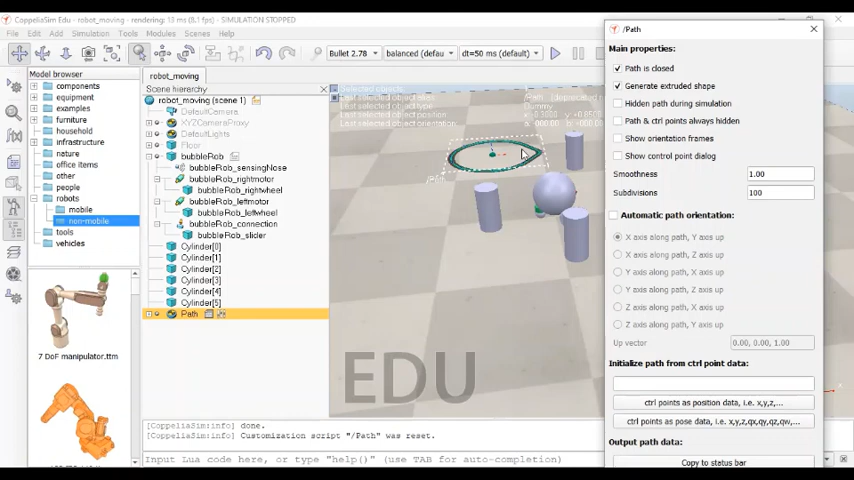 CoppeliaSim Edu - robot_moving - rendering: 13 ms (8.1 fps) - SIMULATION STOPPED
File Edit Add Simulation Tools Modules Scenes Help
Bullet 2.78 balanced (defau dt=50 ms (default)
Model browser
components
equipment
examples
furniture
household
infrastructure
nature
office items
other
people
robots
mobile
non-mobile
tools
vehicles
7 DoF manipulator.ttm
robot_moving
Scene hierarchy
robot_moving (scene 1)
DefaultCamera
XYZCameraProxy
DefaultLights
Floor
bubbleRob
bubbleRob_sensingNose
bubbleRob_rightmotor
bubbleRob_rightwheel
bubbleRob_leftmotor
bubbleRob_leftwheel
bubbleRob_connection
bubbleRob_slider
Cylinder[0]
Cylinder[1]
Cylinder[2]
Cylinder[3]
Cylinder[4]
Cylinder[5]
Path
Selected objects:
Last selected object type
Last selected object position
Last selected object orientation
Dummy
/Path
EDU
[CoppeliaSim:info] done.
[CoppeliaSim:info] Customization script "/Path" was reset.
Input Lua code here, or type "help()" (use TAB for auto-completion)
/Path
Main properties:
Path is closed
Generate extruded shape
Hidden path during simulation
Path & ctrl points always hidden
Show orientation frames
Show control point dialog
Smoothness 1.00
Subdivisions 100
Automatic path orientation:
X axis along path, Y axis up
X axis along path, Z axis up
Y axis along path, X axis up
Y axis along path, Z axis up
Z axis along path, X axis up
Z axis along path, Y axis up
Up vector 0.00, 0.00, 1.00
Initialize path from ctrl point data:
ctrl points as position data, i.e. x,y,z,...
ctrl points as pose data, i.e. x,y,z,qx,qy,qz,qw,...
Output path data:
Copy to status bar